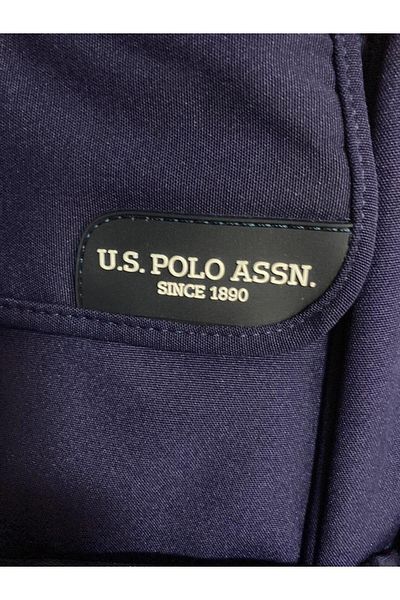 U.S. POLO ASSN.
SINCE 1890